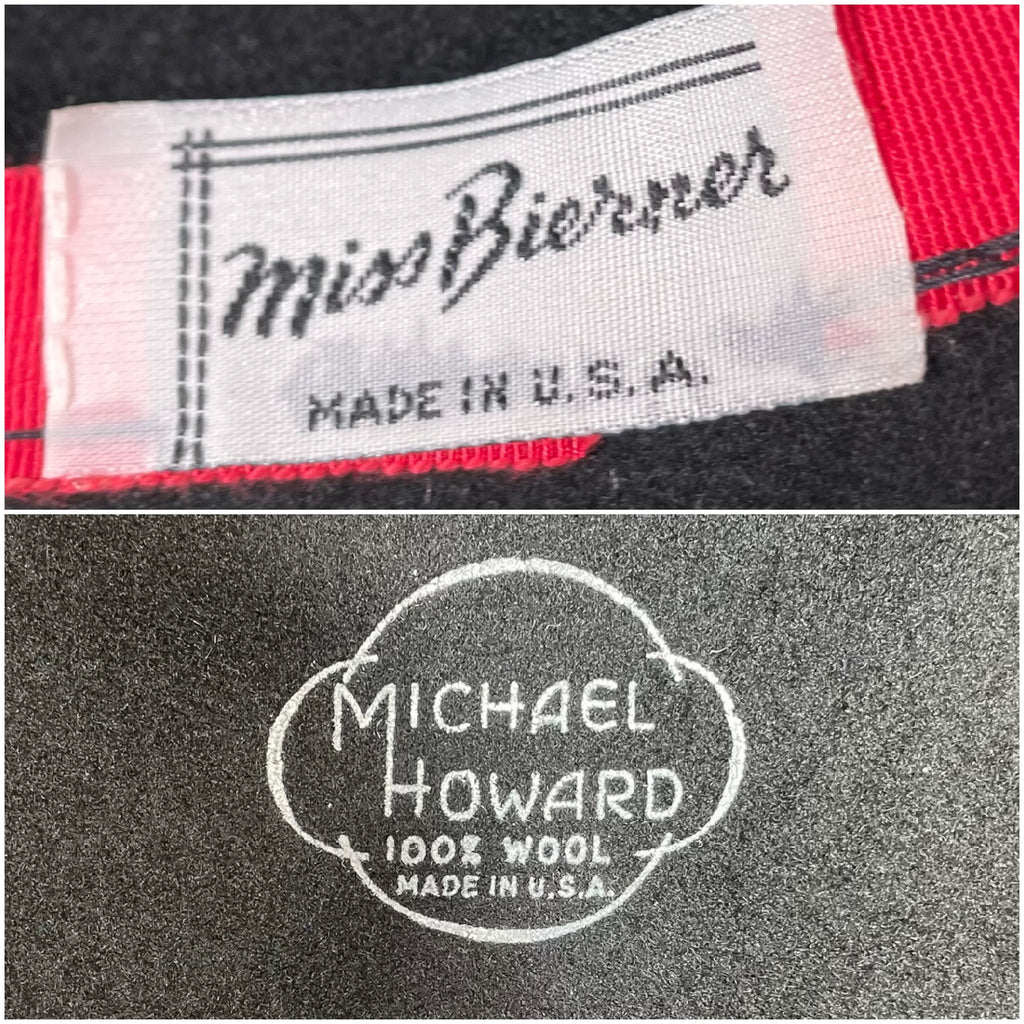 Miss Bierner
MADE IN U.S.A.
MICHAEL
HOWARD
100% WOOL
MADE IN U.S.A.